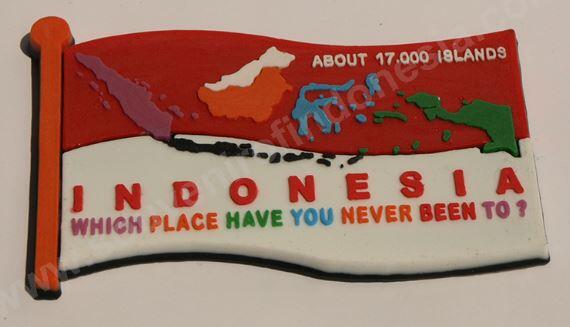 ABOUT 17.000 ISLANDS
INDONESIA
WHICH PLACE HAVE YOU NEVER BEEN TO ?